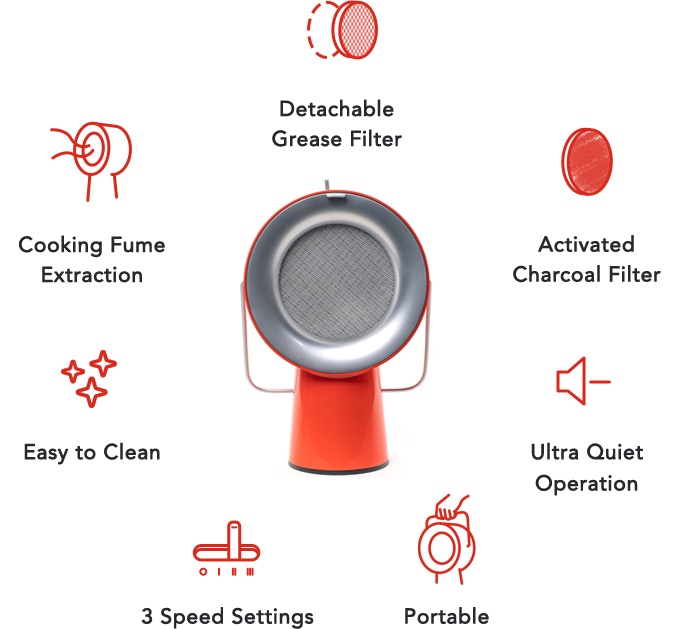 Detachable
Grease Filter
Cooking Fume
Extraction
Activated
Charcoal Filter
Easy to Clean
Ultra Quiet
Operation
3 Speed Settings
Portable